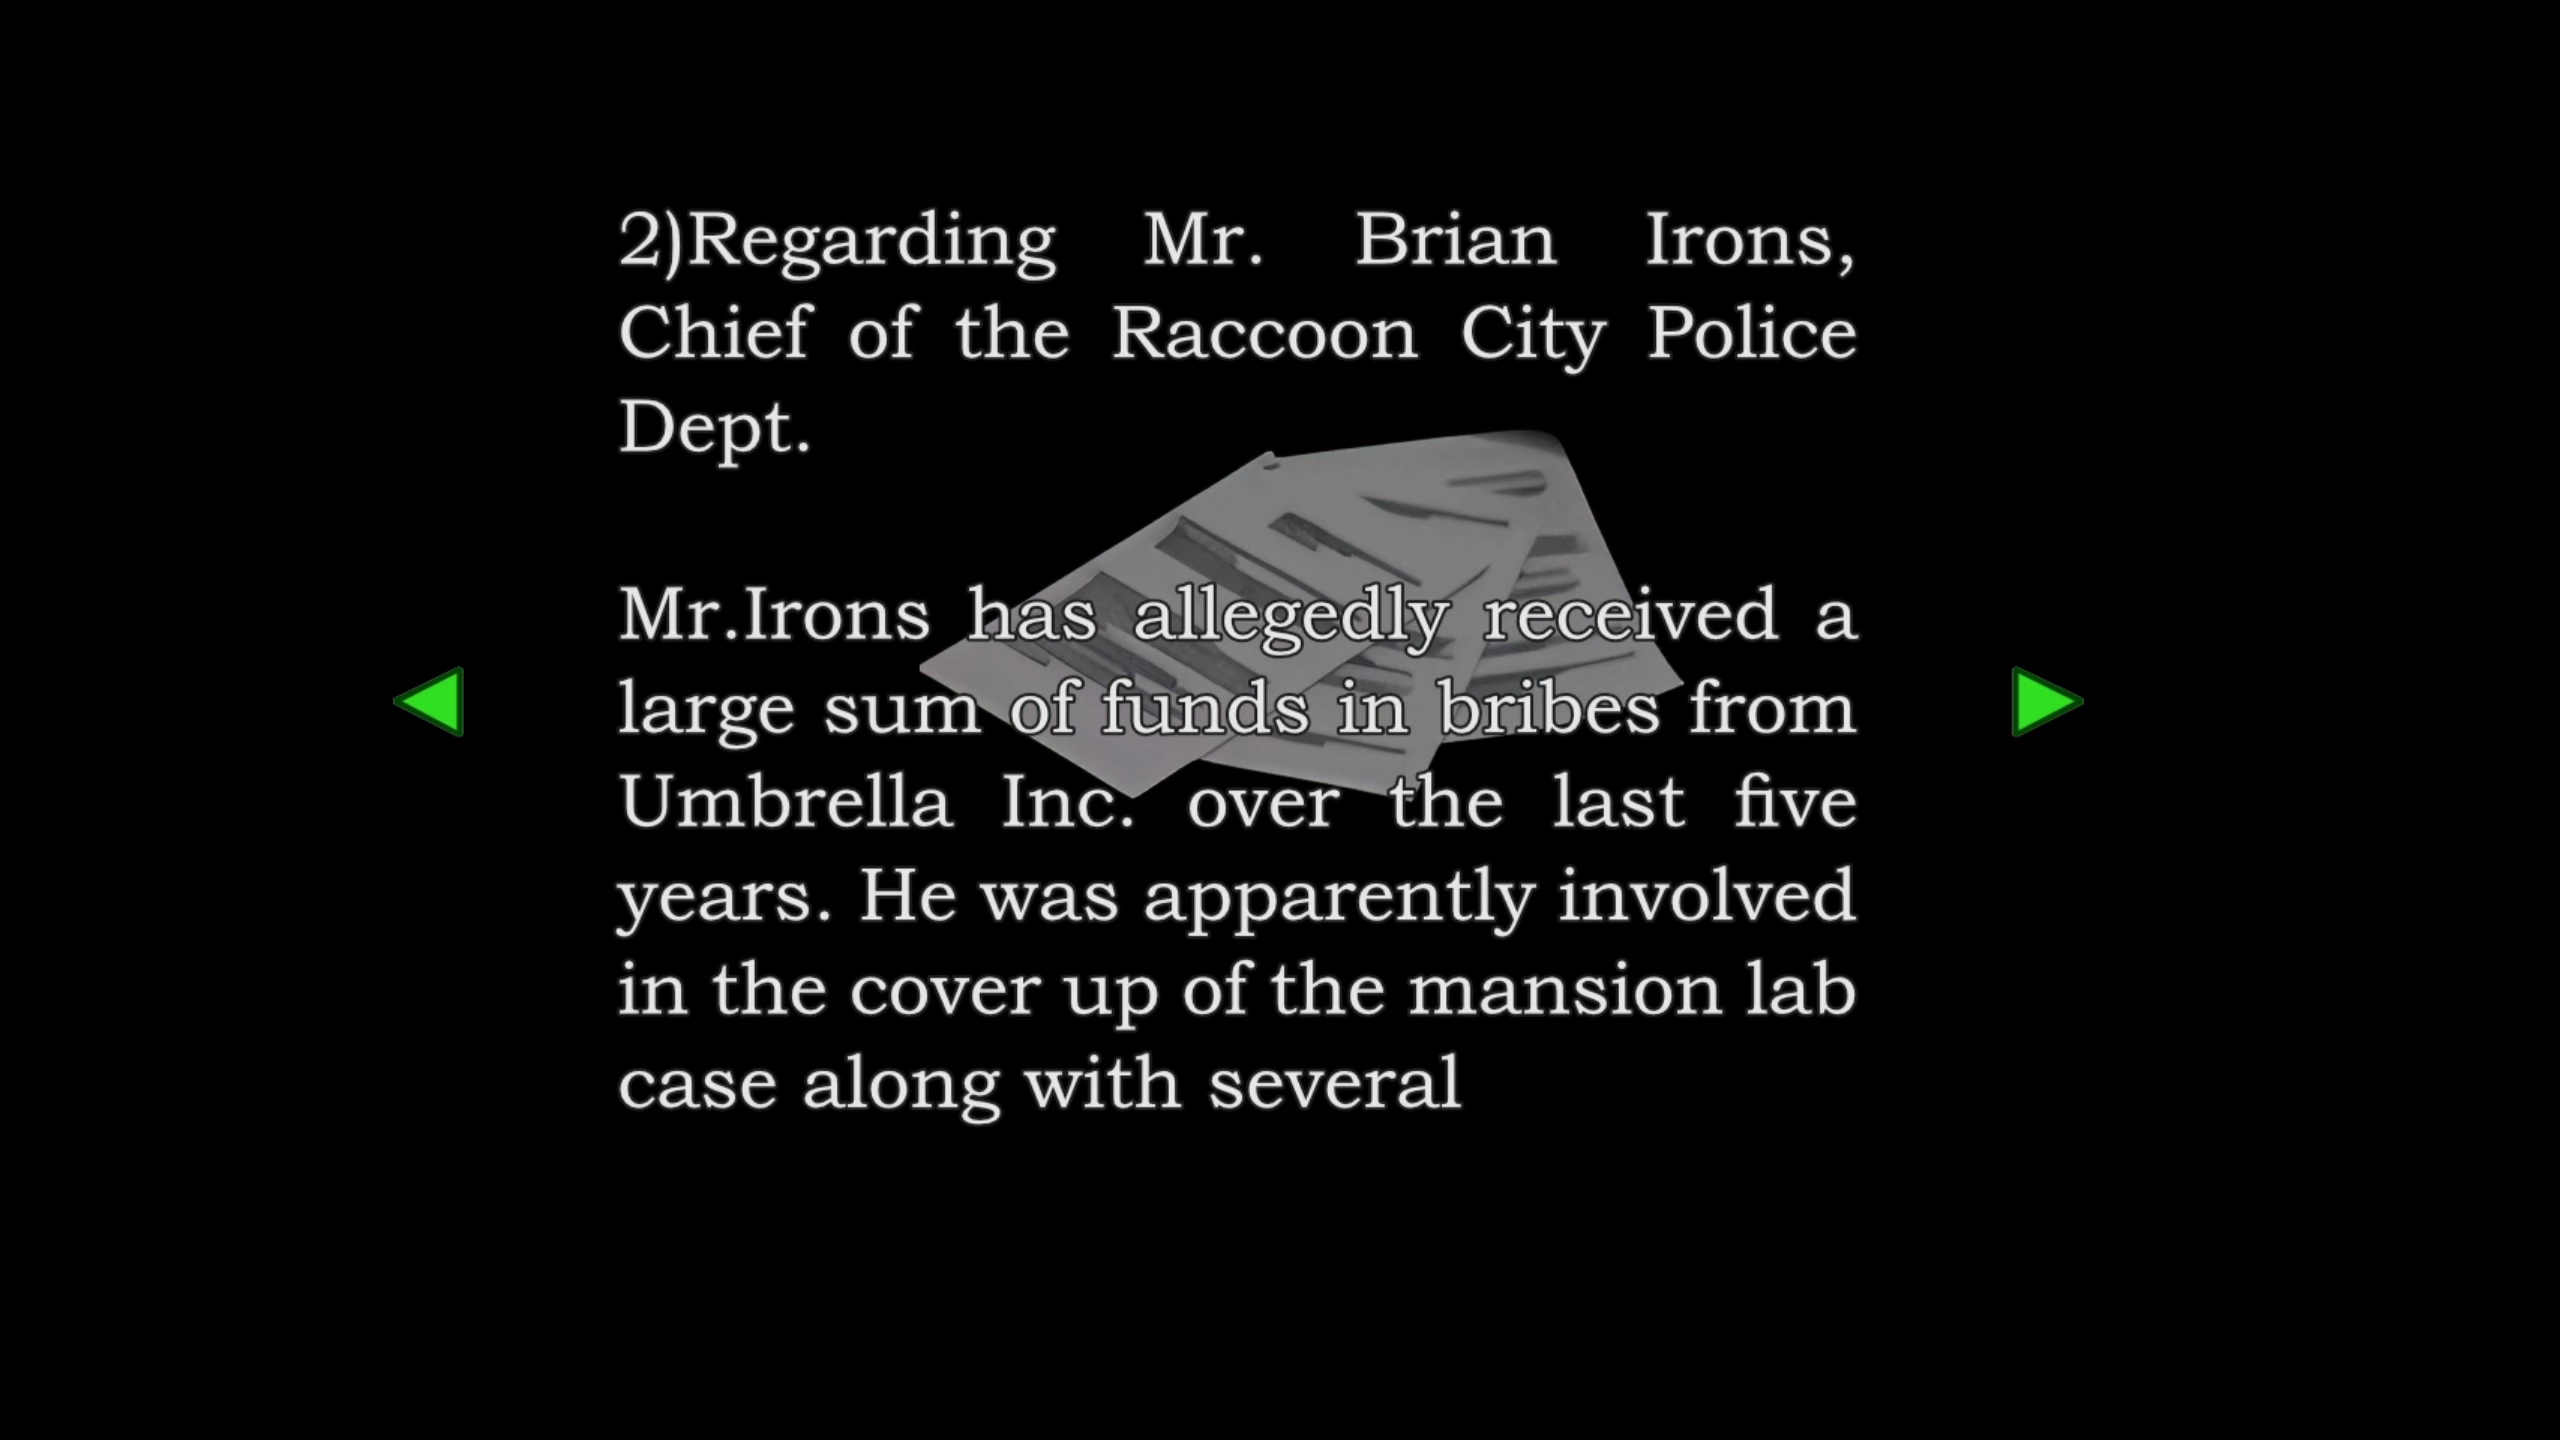 2)Regarding Mr. Brian Irons,
Chief of the Raccoon City Police
Dept.
Mr.Irons has allegedly received a
large sum of funds in bribes from
Umbrella Inc. over the last five
years. He was apparently involved
in the cover up of the mansion lab
case along with several